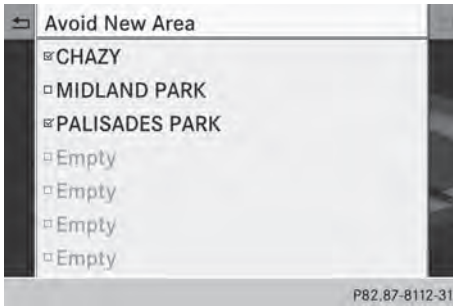 Avoid New Area
CHAZY
MIDLAND PARK
PALISADES PARK
Empty
Empty
Empty
Empty
P82.87-8112-31